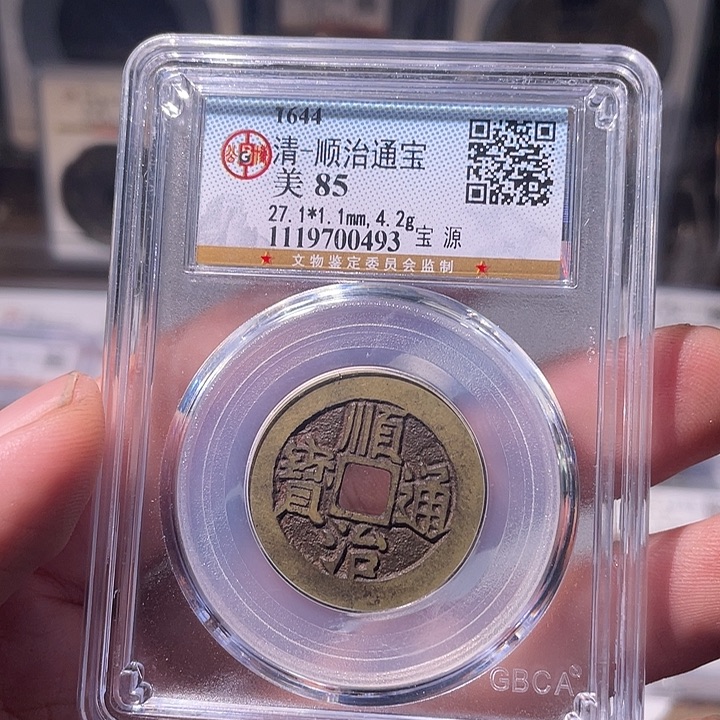 1644
清-顺治通宝
美 85
27.1*1.1mm,4.2g
1119700493 宝源
文物鉴定委员会监制
順治通寶
GBCA